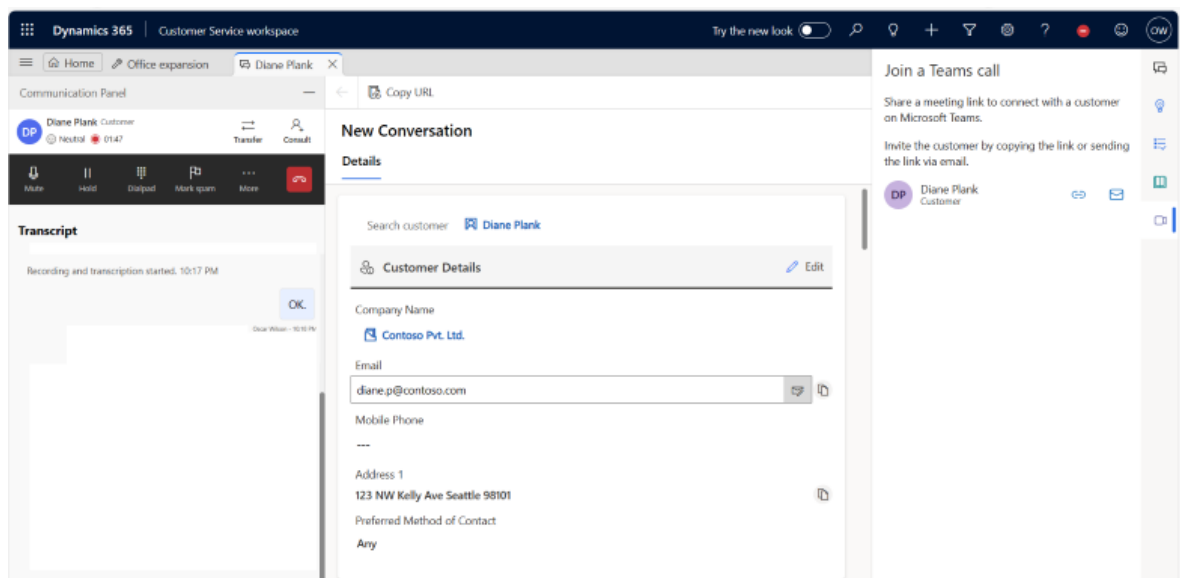 Dynamics 365 Customer Service workspace
Try the new look
OW
Home
Office expansion
Diane Plank
Communication Panel
DP
Diane Plank Customer
Neutral 01:47
Transfer
Consult
Mute
Hold
Dialpad
Mark spam
More
Transcript
Recording and transcription started. 10:17 PM
OK.
Copy URL
New Conversation
Details
Search customer Diane Plank
Customer Details
Edit
Company Name
Contoso Pvt. Ltd.
Email
diane.p@contoso.com
Mobile Phone
---
Address 1
123 NW Kelly Ave Seattle 98101
Preferred Method of Contact
Any
Join a Teams call
Share a meeting link to connect with a customer
on Microsoft Teams.
Invite the customer by copying the link or sending
the link via email.
DP
Diane Plank
Customer